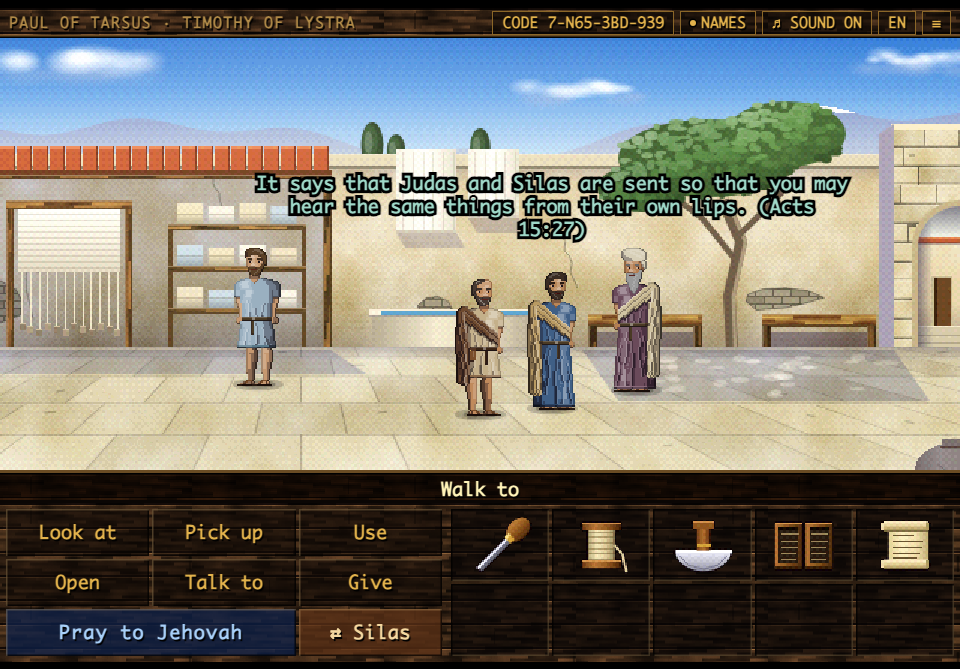 PAUL OF TARSUS · TIMOTHY OF LYSTRA
CODE 7-N65-3BD-939
• NAMES
♬ SOUND ON
EN
≡
It says that Judas and Silas are sent so that you may
hear the same things from their own lips. (Acts
15:27)
Walk to
Look at
Pick up
Use
Open
Talk to
Give
Pray to Jehovah
⇄ Silas